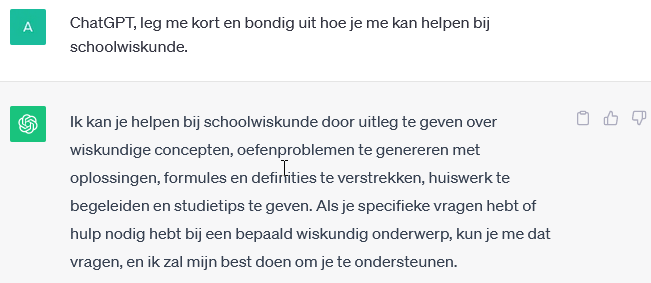 A
ChatGPT, leg me kort en bondig uit hoe je me kan helpen bij
schoolwiskunde.
Ik kan je helpen bij schoolwiskunde door uitleg te geven over
wiskundige concepten, oefenproblemen te genereren met
oplossingen, formules en definities te verstrekken, huiswerk te
begeleiden en studietips te geven. Als je specifieke vragen hebt of
hulp nodig hebt bij een bepaald wiskundig onderwerp, kun je me dat
vragen, en ik zal mijn best doen om je te ondersteunen.